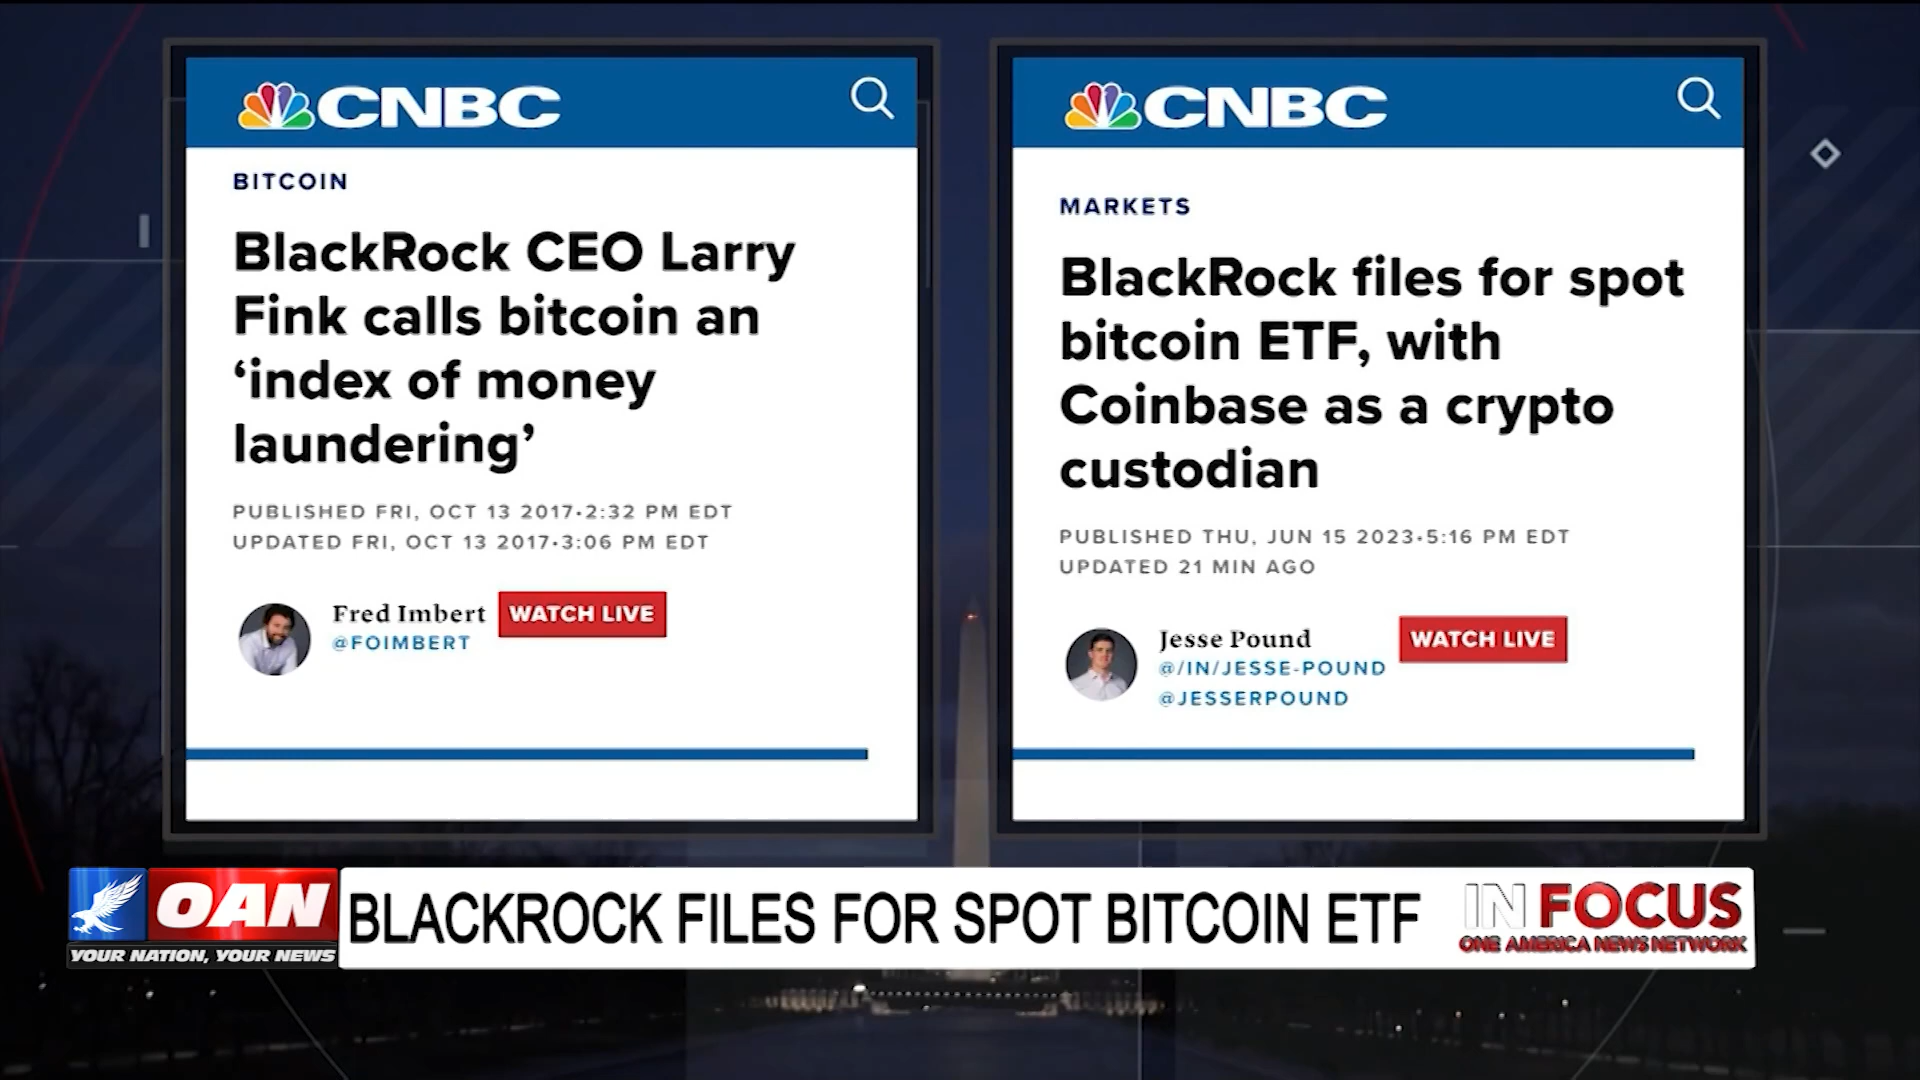 CNBC
BITCOIN
BlackRock CEO Larry
Fink calls bitcoin an
‘index of money
laundering’
PUBLISHED FRI, OCT 13 2017•2:32 PM EDT
UPDATED FRI, OCT 13 2017•3:06 PM EDT
Fred Imbert
@FOIMBERT
WATCH LIVE
CNBC
MARKETS
BlackRock files for spot
bitcoin ETF, with
Coinbase as a crypto
custodian
PUBLISHED THU, JUN 15 2023•5:16 PM EDT
UPDATED 21 MIN AGO
Jesse Pound
@/IN/JESSE-POUND
@JESSERPOUND
WATCH LIVE
OAN
YOUR NATION, YOUR NEWS
BLACKROCK FILES FOR SPOT BITCOIN ETF
IN FOCUS
ONE AMERICA NEWS NETWORK